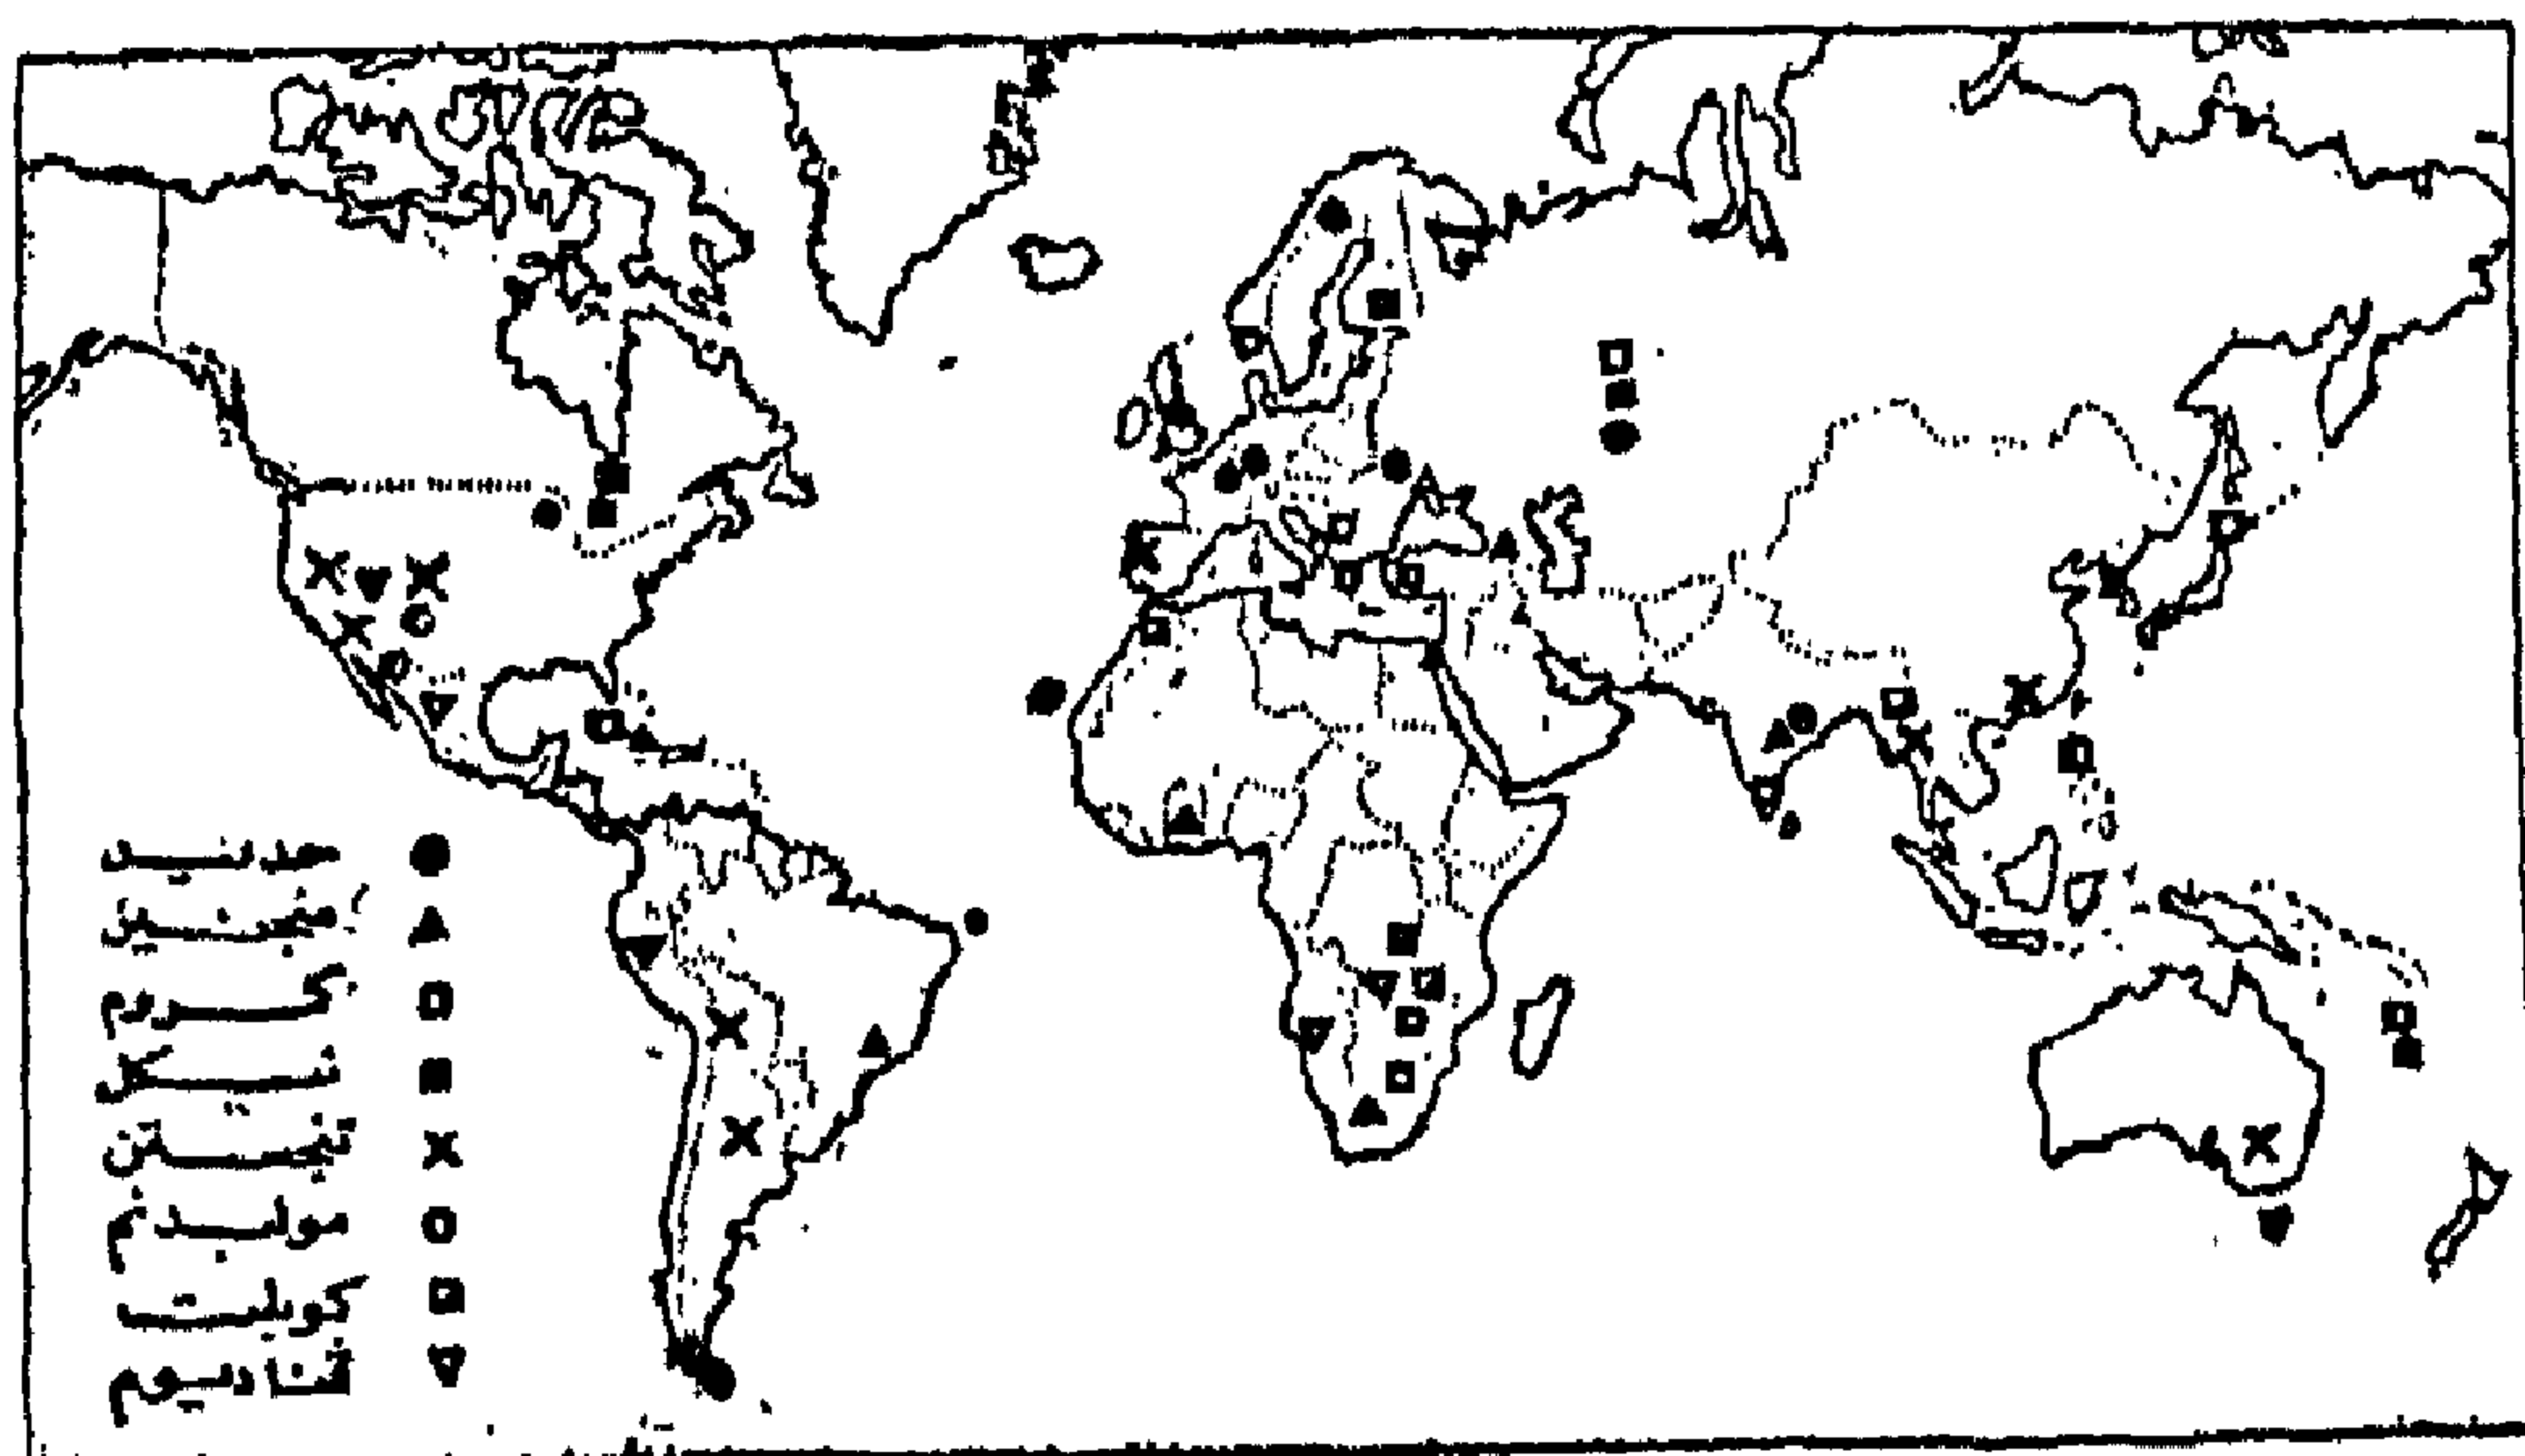 حديد
منجنيز
كروم
نيكل
تنجستن
موليبدنم
كوبلت
فناديوم